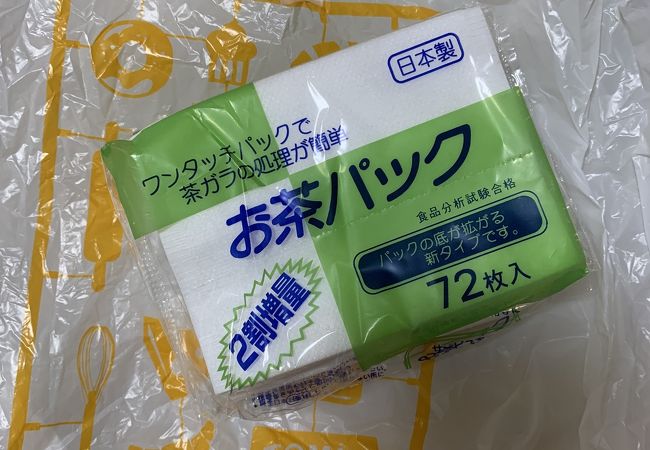 日本製
ワンタッチパックで
茶ガラの処理が簡単
お茶パック
食品分析試験合格
パックの底が拡がる
新タイプです。
72枚入
2割増量